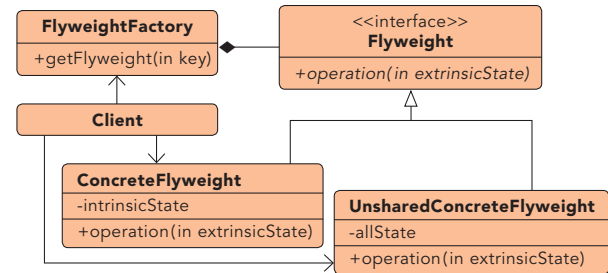 FlyweightFactory
+getFlyweight(in key)
<<interface>>
Flyweight
+operation(in extrinsicState)
Client
ConcreteFlyweight
-intrinsicState
+operation(in extrinsicState)
UnsharedConcreteFlyweight
-allState
+operation(in extrinsicState)